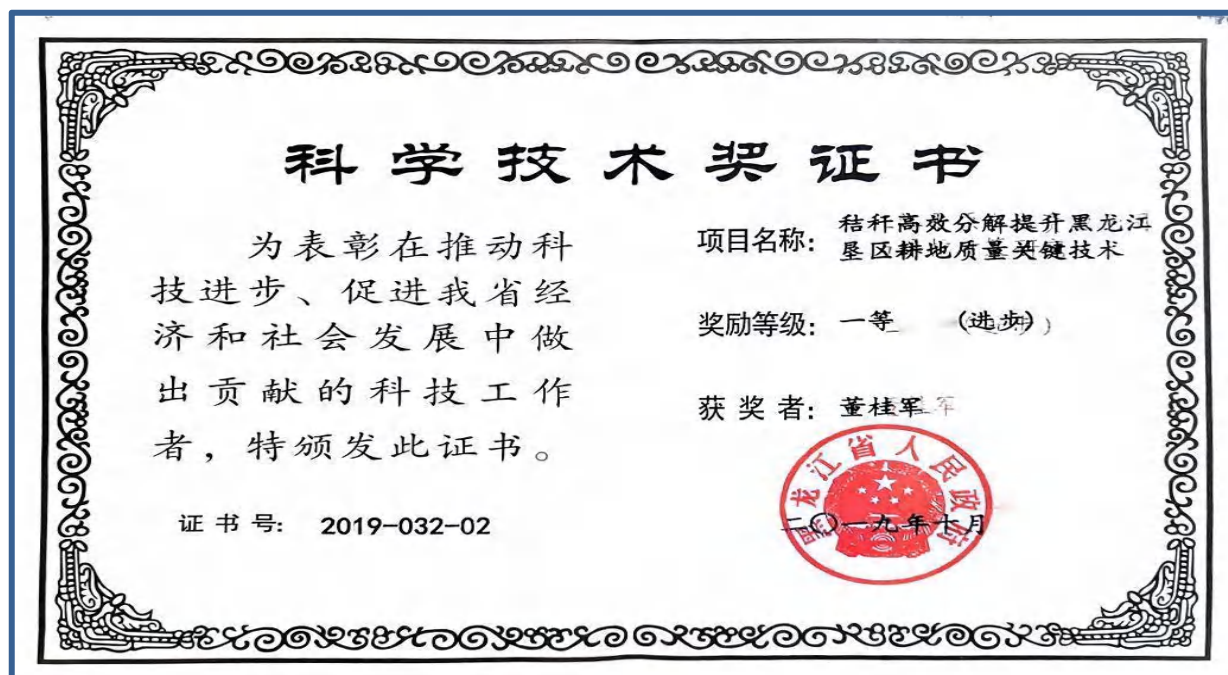 科学技术奖证书
为表彰在推动科
技进步、促进我省经
济和社会发展中做
出贡献的科技工作
者，特颁发此证书。
证书号: 2019-032-02
项目名称: 秸秆高效分解提升黑龙江
垦区耕地质量关键技术
奖励等级: 一等 (进步)
获奖者: 董桂军
黑龙江省人民政府
二〇一九年十月